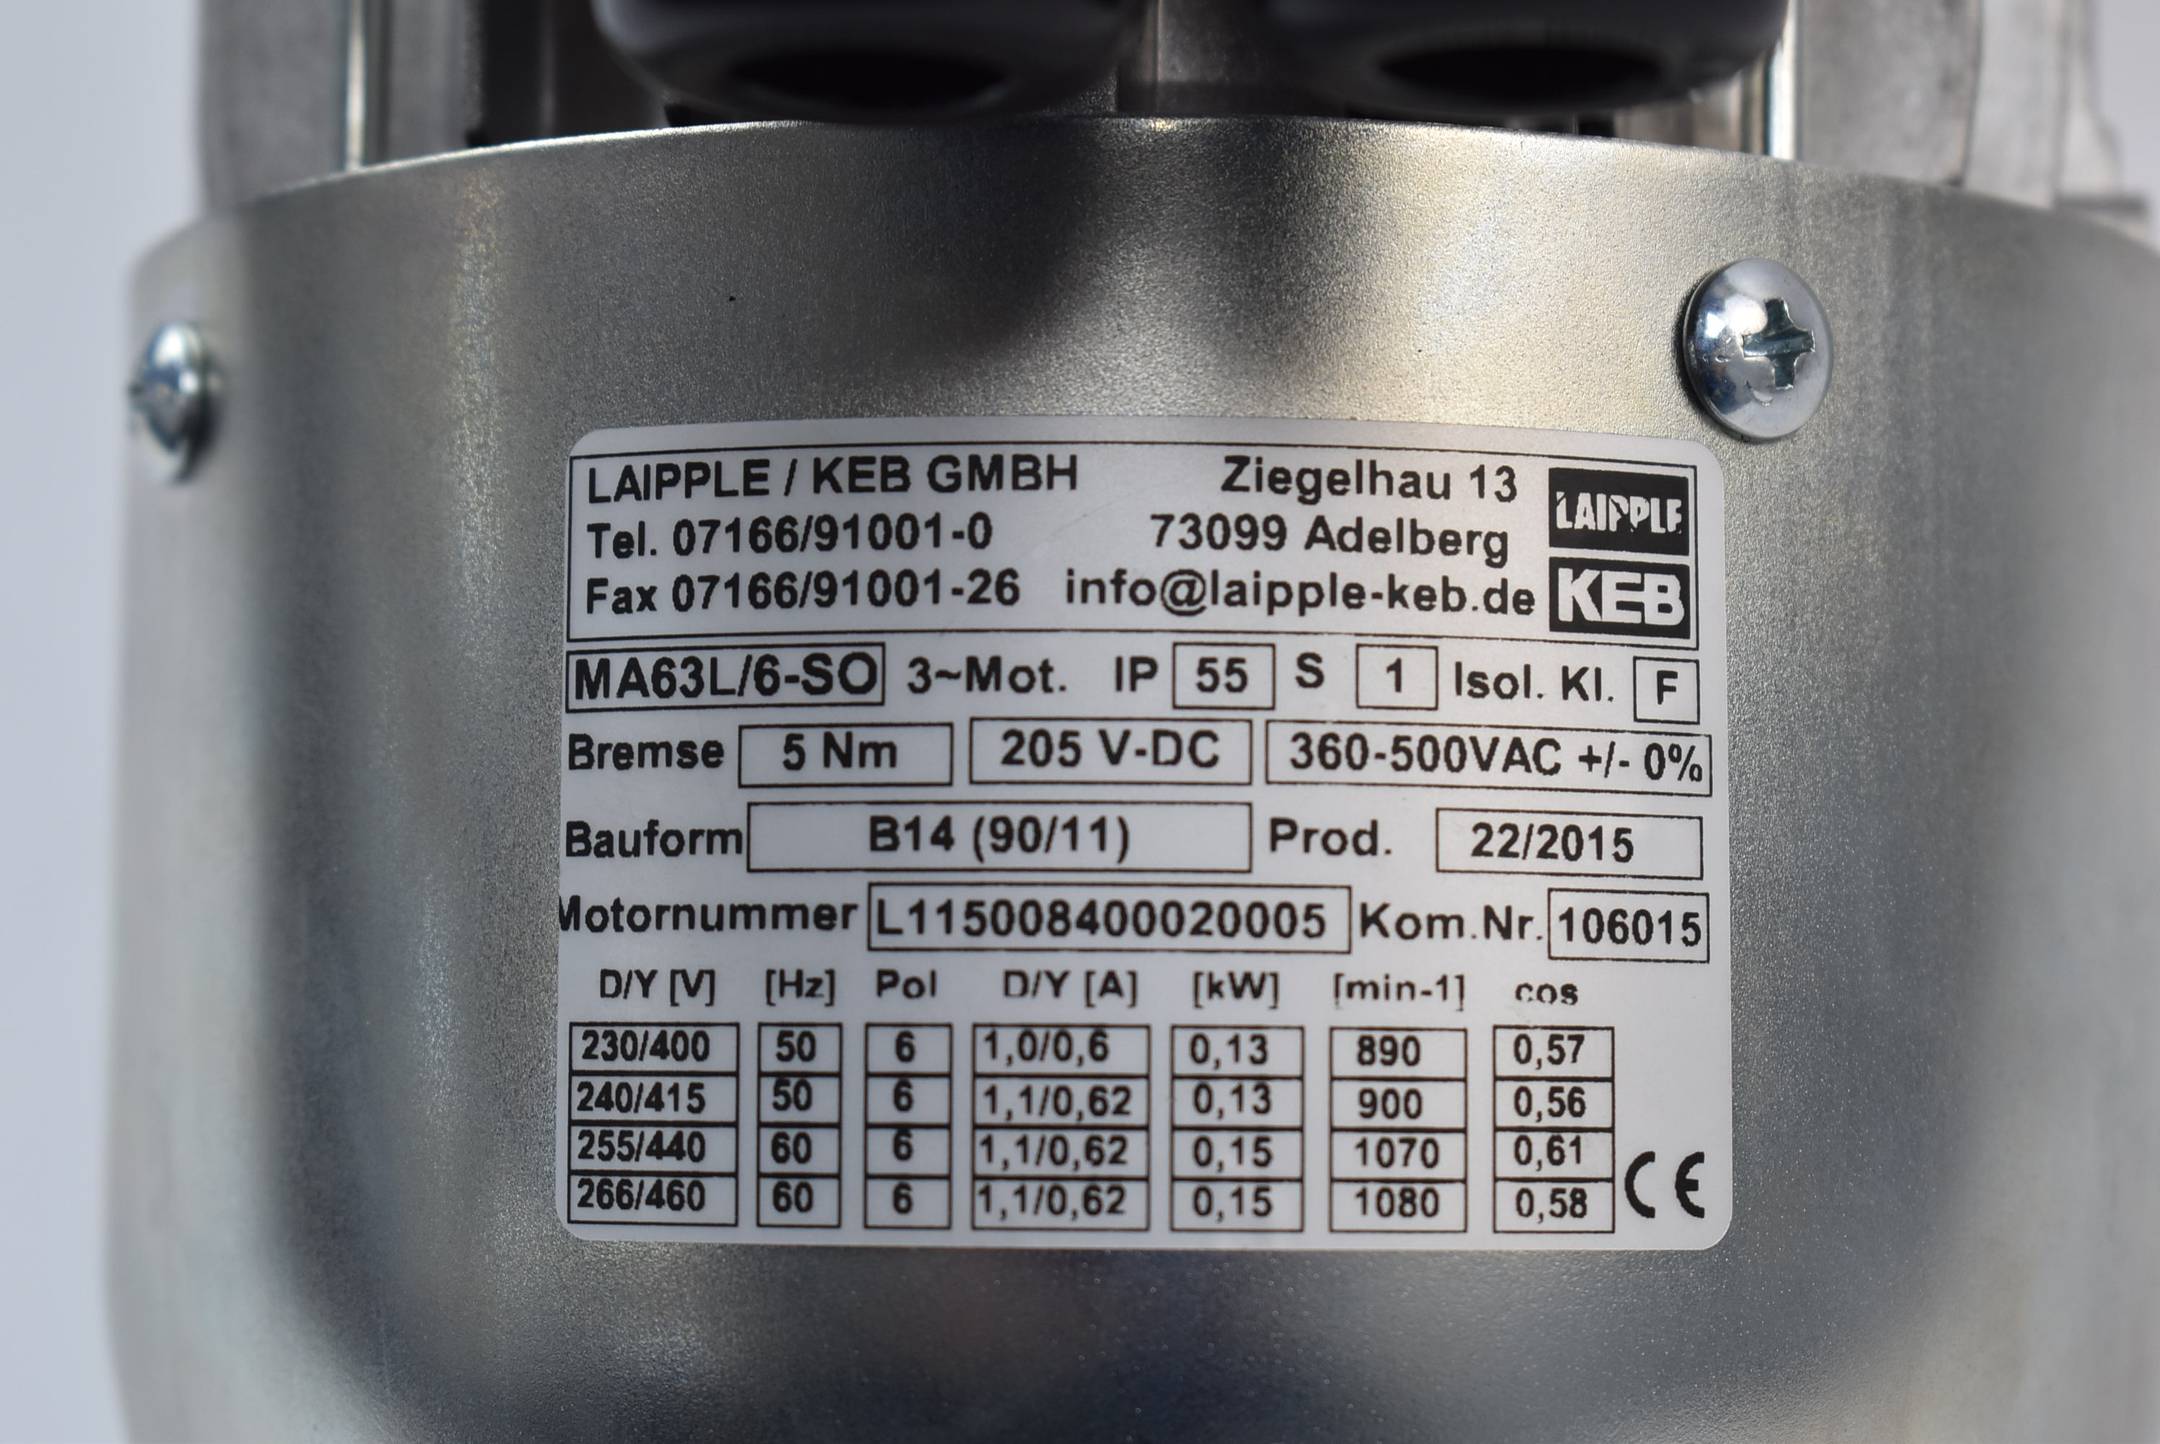 LAIPPLE / KEB GMBH Ziegelhau 13 LAIPPLE
Tel. 07166/91001-0 73099 Adelberg
Fax 07166/91001-26 info@laipple-keb.de KEB
MA63L/6-SO 3~Mot. IP 55 S 1 Isol. Kl. F
Bremse 5 Nm 205 V-DC 360-500VAC +/- 0%
Bauform B14 (90/11) Prod. 22/2015
Motornummer L115008400020005 Kom.Nr. 106015
D/Y [V] [Hz] Pol D/Y [A] [kW] [min-1] cos
230/400 50 6 1,0/0,6 0,13 890 0,57
240/415 50 6 1,1/0,62 0,13 900 0,56
255/440 60 6 1,1/0,62 0,15 1070 0,61
266/460 60 6 1,1/0,62 0,15 1080 0,58 CE